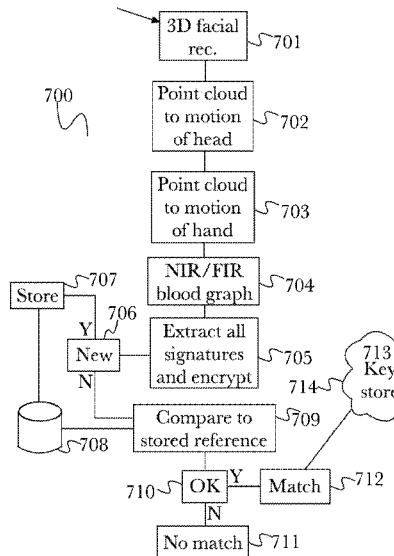 3D facial
rec.
701
700
Point cloud
to motion
of head
702
Point cloud
to motion
of hand
703
NIR/FIR
blood graph
704
707
Store
706
Y
New
N
Extract all
signatures
and encrypt
705
713
Key
store
714
708
Compare to
stored reference
709
710
OK
Y
Match
712
N
No match
711